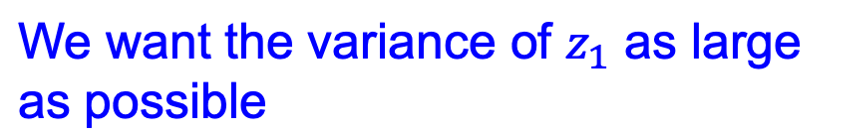 We want the variance of z₁ as large
as possible